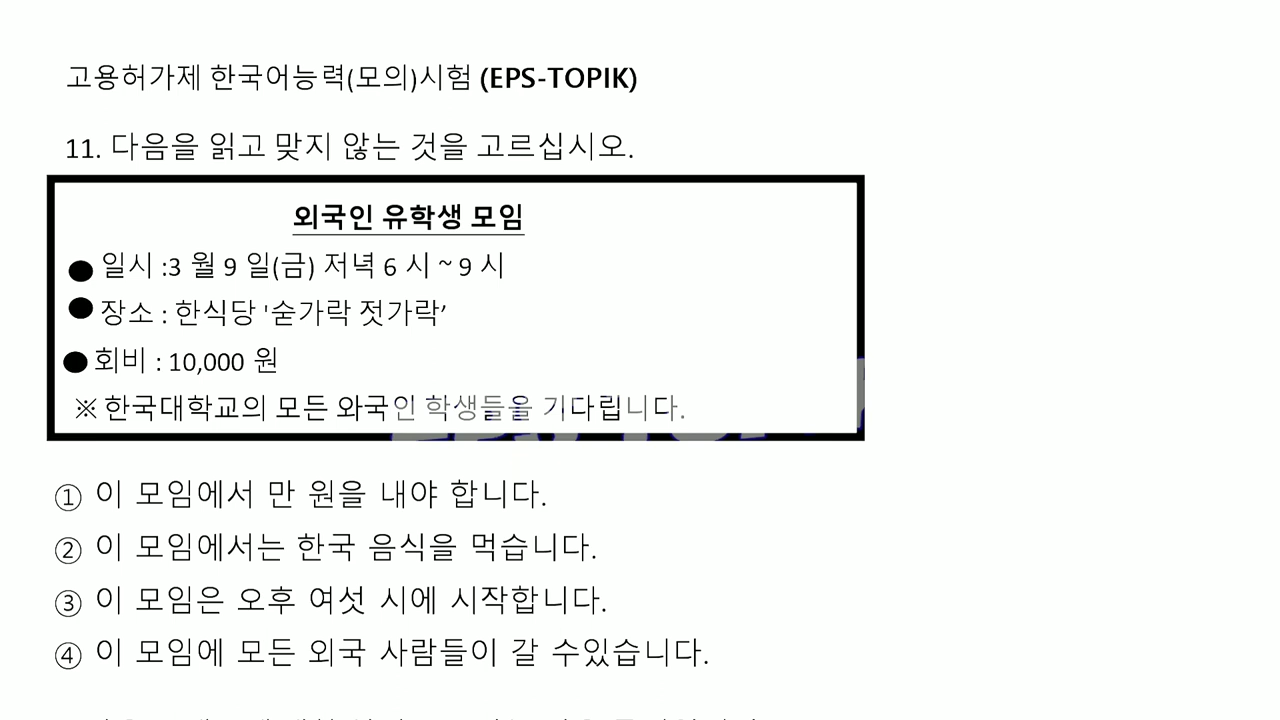 고용허가제 한국어능력(모의)시험 (EPS-TOPIK)
11. 다음을 읽고 맞지 않는 것을 고르십시오.
외국인 유학생 모임
● 일시 :3 월 9 일(금) 저녁 6 시 ~ 9 시
● 장소 : 한식당 '숟가락 젓가락’
● 회비 : 10,000 원
※ 한국대학교의 모든 와국인 학생들을 기다립니다.
① 이 모임에서 만 원을 내야 합니다.
② 이 모임에서는 한국 음식을 먹습니다.
③ 이 모임은 오후 여섯 시에 시작합니다.
④ 이 모임에 모든 외국 사람들이 갈 수있습니다.